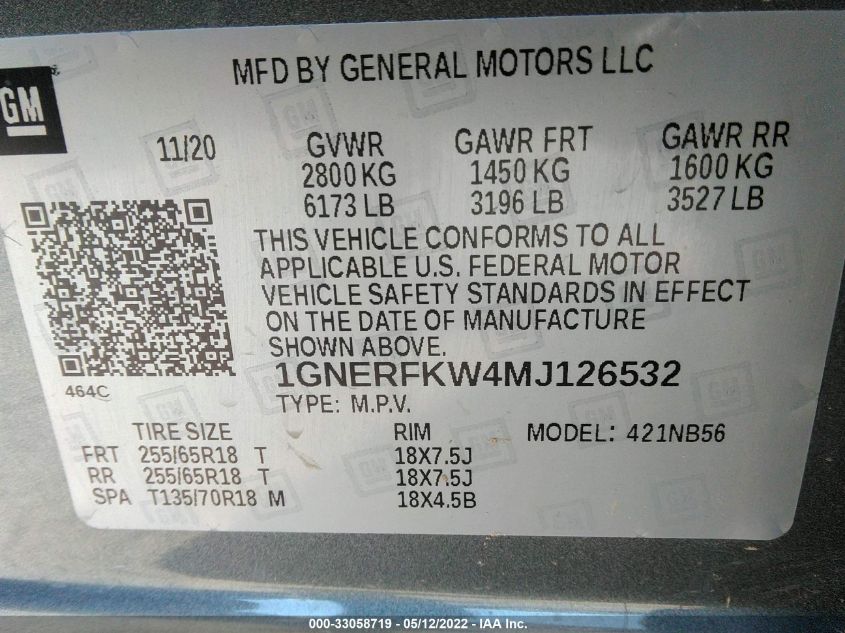 MFD BY GENERAL MOTORS LLC
GM
11/20 GVWR GAWR FRT GAWR RR
2800 KG 1450 KG 1600 KG
6173 LB 3196 LB 3527 LB
THIS VEHICLE CONFORMS TO ALL
APPLICABLE U.S. FEDERAL MOTOR
VEHICLE SAFETY STANDARDS IN EFFECT
ON THE DATE OF MANUFACTURE
SHOWN ABOVE.
464C
1GNERFKW4MJ126532
TYPE: M.P.V.
TIRE SIZE RIM MODEL: 421NB56
FRT 255/65R18 T 18X7.5J
RR 255/65R18 T 18X7.5J
SPA T135/70R18 M 18X4.5B
000-33058719 - 05/12/2022 - IAA Inc.